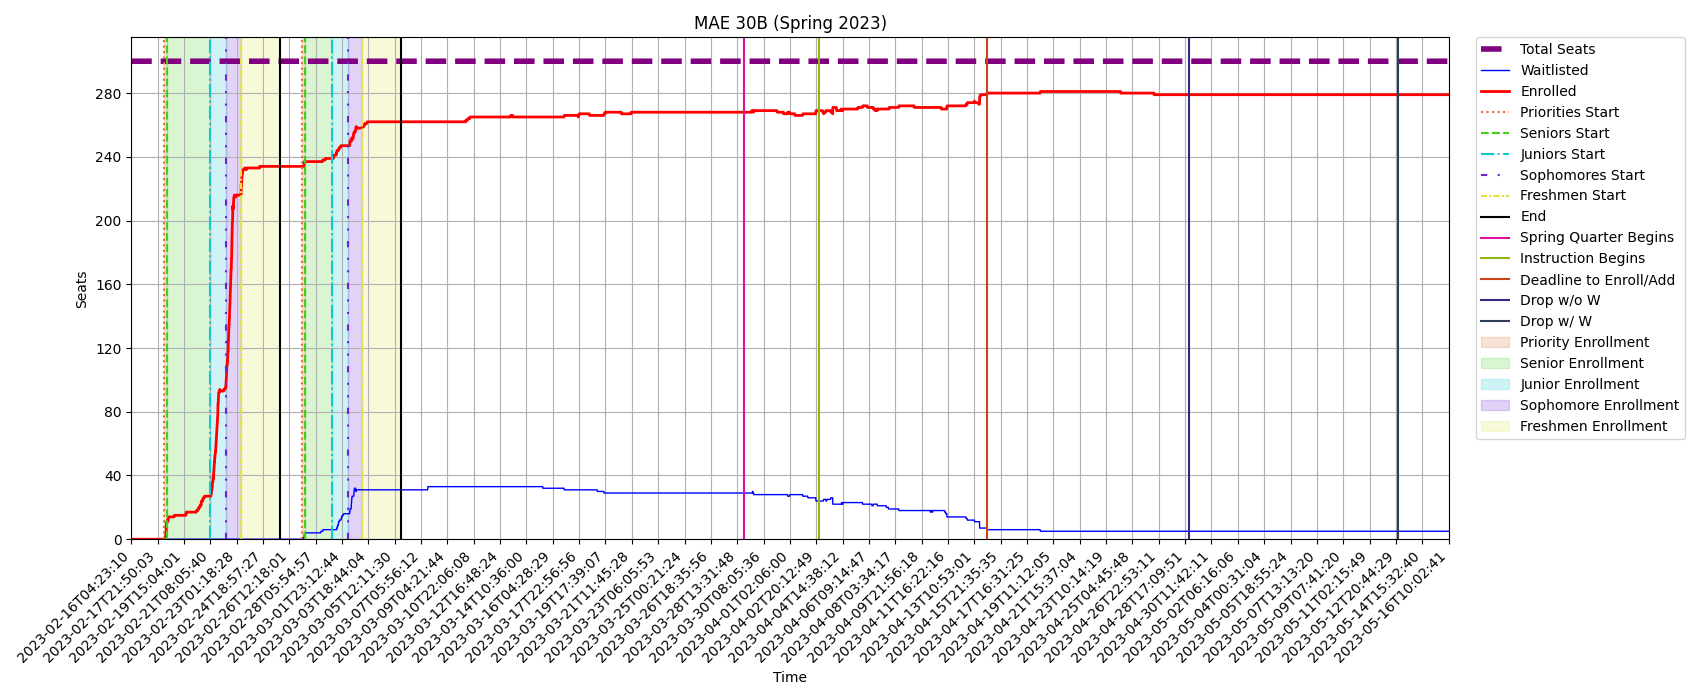 MAE 30B (Spring 2023)
Seats
280
240
200
160
120
80
40
0
2023-02-16T04:23:10
2023-02-17T21:50:03
2023-02-19T15:04:01
2023-02-21T08:05:40
2023-02-23T01:18:28
2023-02-24T18:57:27
2023-02-26T12:18:01
2023-02-28T05:54:57
2023-03-01T23:12:44
2023-03-03T18:44:04
2023-03-05T12:11:30
2023-03-07T05:56:12
2023-03-09T04:21:44
2023-03-10T22:06:08
2023-03-12T16:48:24
2023-03-14T10:36:00
2023-03-16T04:28:29
2023-03-17T22:56:56
2023-03-19T17:39:07
2023-03-21T11:45:28
2023-03-23T06:05:53
2023-03-25T00:21:24
2023-03-26T18:35:56
2023-03-28T13:31:48
2023-03-30T08:05:36
2023-04-01T02:06:00
2023-04-02T20:12:49
2023-04-04T14:38:12
2023-04-06T09:14:47
2023-04-08T03:34:17
2023-04-09T21:56:18
2023-04-11T16:22:16
2023-04-13T10:53:01
2023-04-15T21:35:35
2023-04-17T16:31:25
2023-04-19T11:12:05
2023-04-21T15:37:04
2023-04-23T10:14:19
2023-04-25T04:45:48
2023-04-26T22:53:11
2023-04-28T17:09:51
2023-04-30T11:42:11
2023-05-02T06:16:06
2023-05-04T00:31:04
2023-05-05T18:55:24
2023-05-07T13:13:20
2023-05-09T07:41:20
2023-05-11T02:15:49
2023-05-12T20:44:29
2023-05-14T15:32:40
2023-05-16T10:02:41
Time
Total Seats
Waitlisted
Enrolled
Priorities Start
Seniors Start
Juniors Start
Sophomores Start
Freshmen Start
End
Spring Quarter Begins
Instruction Begins
Deadline to Enroll/Add
Drop w/o W
Drop w/ W
Priority Enrollment
Senior Enrollment
Junior Enrollment
Sophomore Enrollment
Freshmen Enrollment